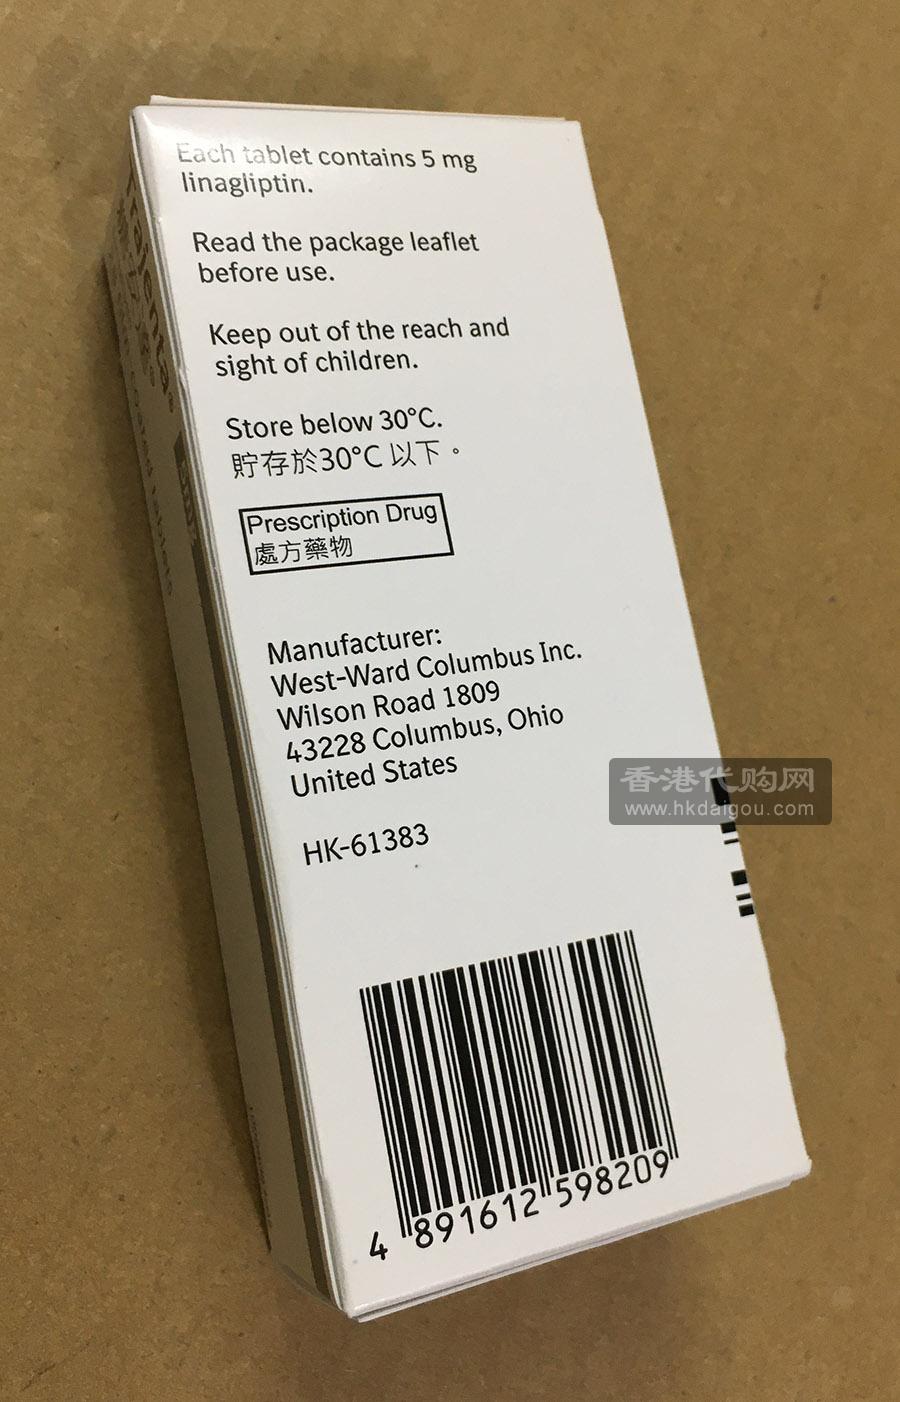 Each tablet contains 5 mg
linagliptin.
Read the package leaflet
before use.
Keep out of the reach and
sight of children.
Store below 30°C.
貯存於30°C 以下。
Prescription Drug
處方藥物
Manufacturer:
West-Ward Columbus Inc.
Wilson Road 1809
43228 Columbus, Ohio
United States
HK-61383
4 891612 598209
Trajenta®
香港代购网
www.hkdaigou.com